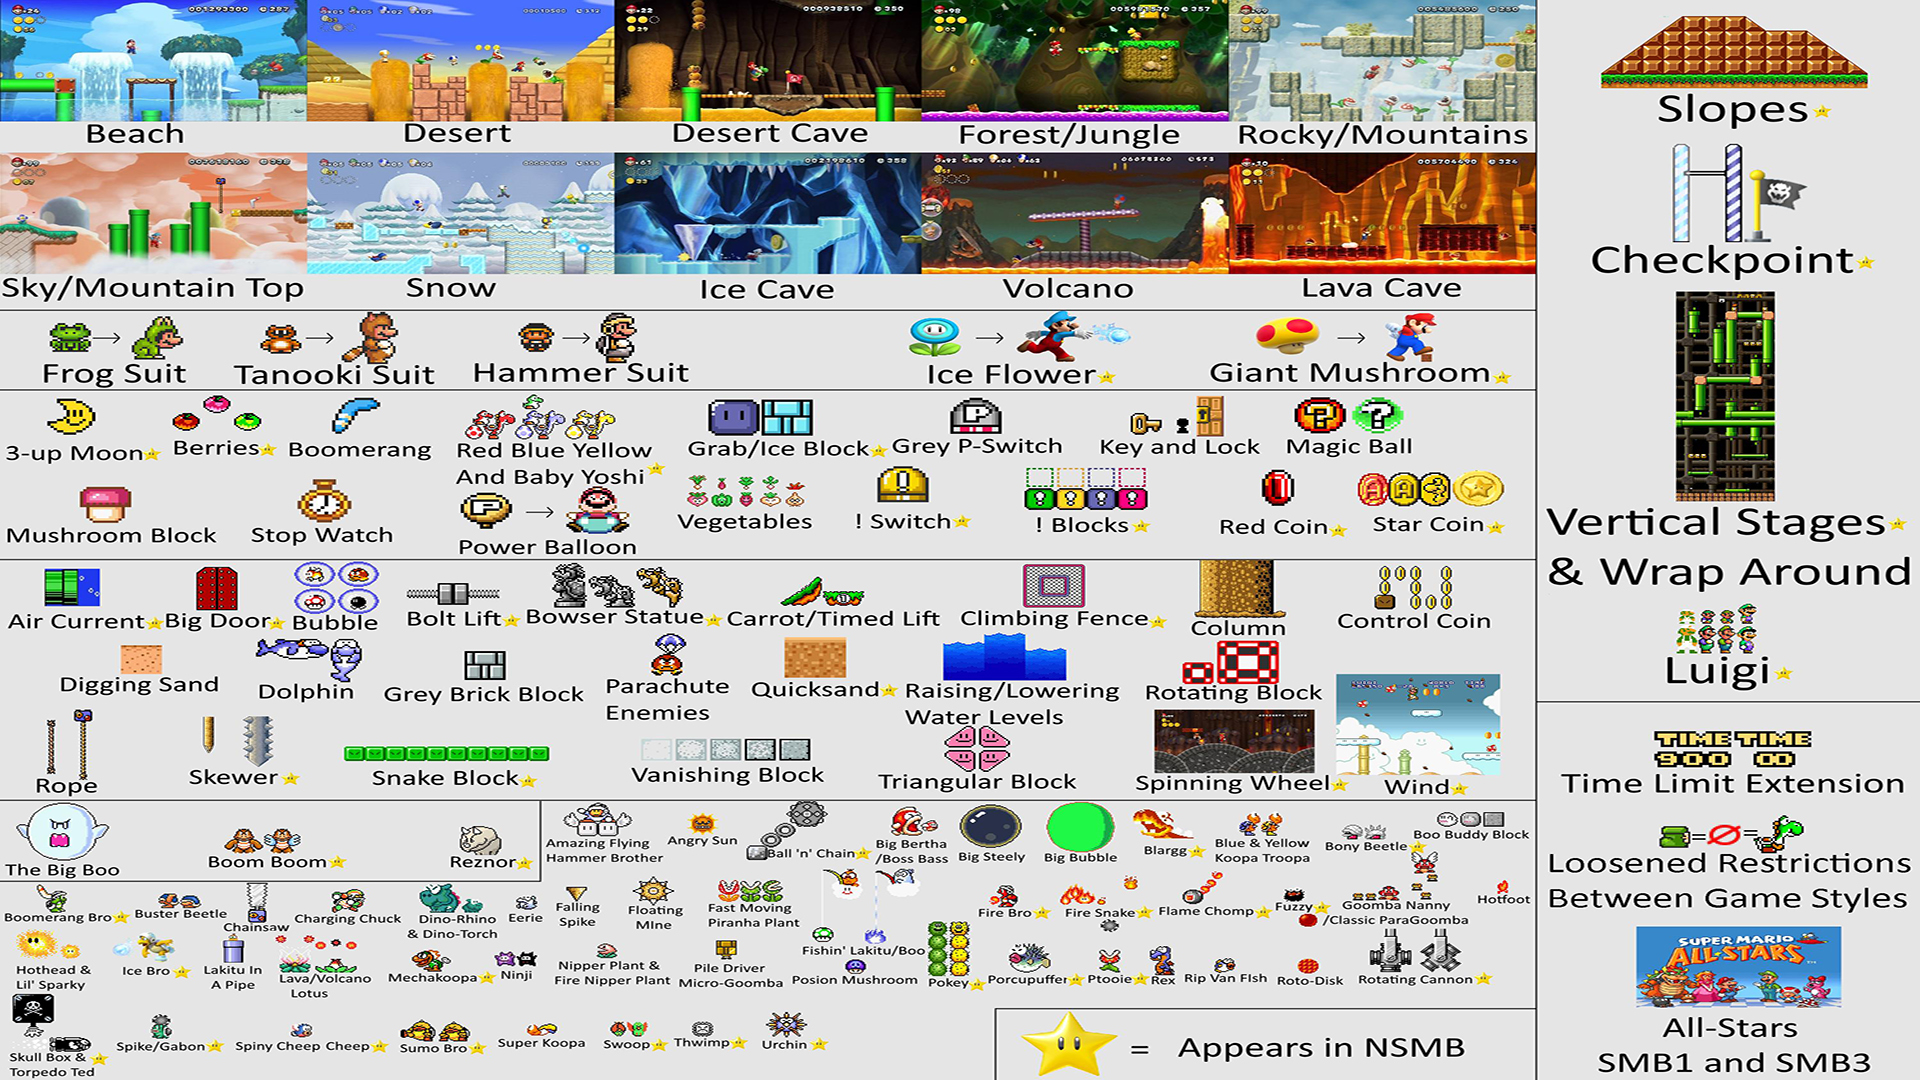 Beach
Desert
Desert Cave
Forest/Jungle
Rocky/Mountains
Sky/Mountain Top
Snow
Ice Cave
Volcano
Lava Cave
Frog Suit
Tanooki Suit
Hammer Suit
Ice Flower
Giant Mushroom
3-up Moon
Berries
Boomerang
Red Blue Yellow
And Baby Yoshi
Grab/Ice Block
Grey P-Switch
Key and Lock
Magic Ball
Mushroom Block
Stop Watch
Power Balloon
Vegetables
! Switch
! Blocks
Red Coin
Star Coin
Air Current
Big Door
Bubble
Bolt Lift
Bowser Statue
Carrot/Timed Lift
Climbing Fence
Column
Control Coin
Digging Sand
Dolphin
Grey Brick Block
Parachute
Enemies
Quicksand
Raising/Lowering
Water Levels
Rotating Block
Rope
Skewer
Snake Block
Vanishing Block
Triangular Block
Spinning Wheel
Wind
The Big Boo
Boom Boom
Reznor
Amazing Flying
Hammer Brother
Angry Sun
Ball 'n' Chain
Big Bertha
/Boss Bass
Big Steely
Big Bubble
Blargg
Blue & Yellow
Koopa Troopa
Bony Beetle
Boo Buddy Block
Boomerang Bro
Buster Beetle
Chainsaw
Charging Chuck
Dino-Rhino
& Dino-Torch
Eerie
Falling
Spike
Floating
MIne
Fast Moving
Piranha Plant
Fishin' Lakitu/Boo
Fire Bro
Fire Snake
Flame Chomp
Fuzzy
Goomba Nanny
/Classic ParaGoomba
Hotfoot
Hothead &
Lil' Sparky
Ice Bro
Lakitu In
A Pipe
Lava/Volcano
Lotus
Mechakoopa
Ninji
Nipper Plant &
Fire Nipper Plant
Pile Driver
Micro-Goomba
Posion Mushroom
Pokey
Porcupuffer
Ptooie
Rex
Rip Van FIsh
Roto-Disk
Rotating Cannon
Skull Box &
Torpedo Ted
Spike/Gabon
Spiny Cheep Cheep
Sumo Bro
Super Koopa
Swoop
Thwimp
Urchin
= Appears in NSMB
Slopes
Checkpoint
Vertical Stages
& Wrap Around
Luigi
TIME TIME
900 00
Time Limit Extension
Loosened Restrictions
Between Game Styles
SUPER MARIO
ALL-STARS
All-Stars
SMB1 and SMB3